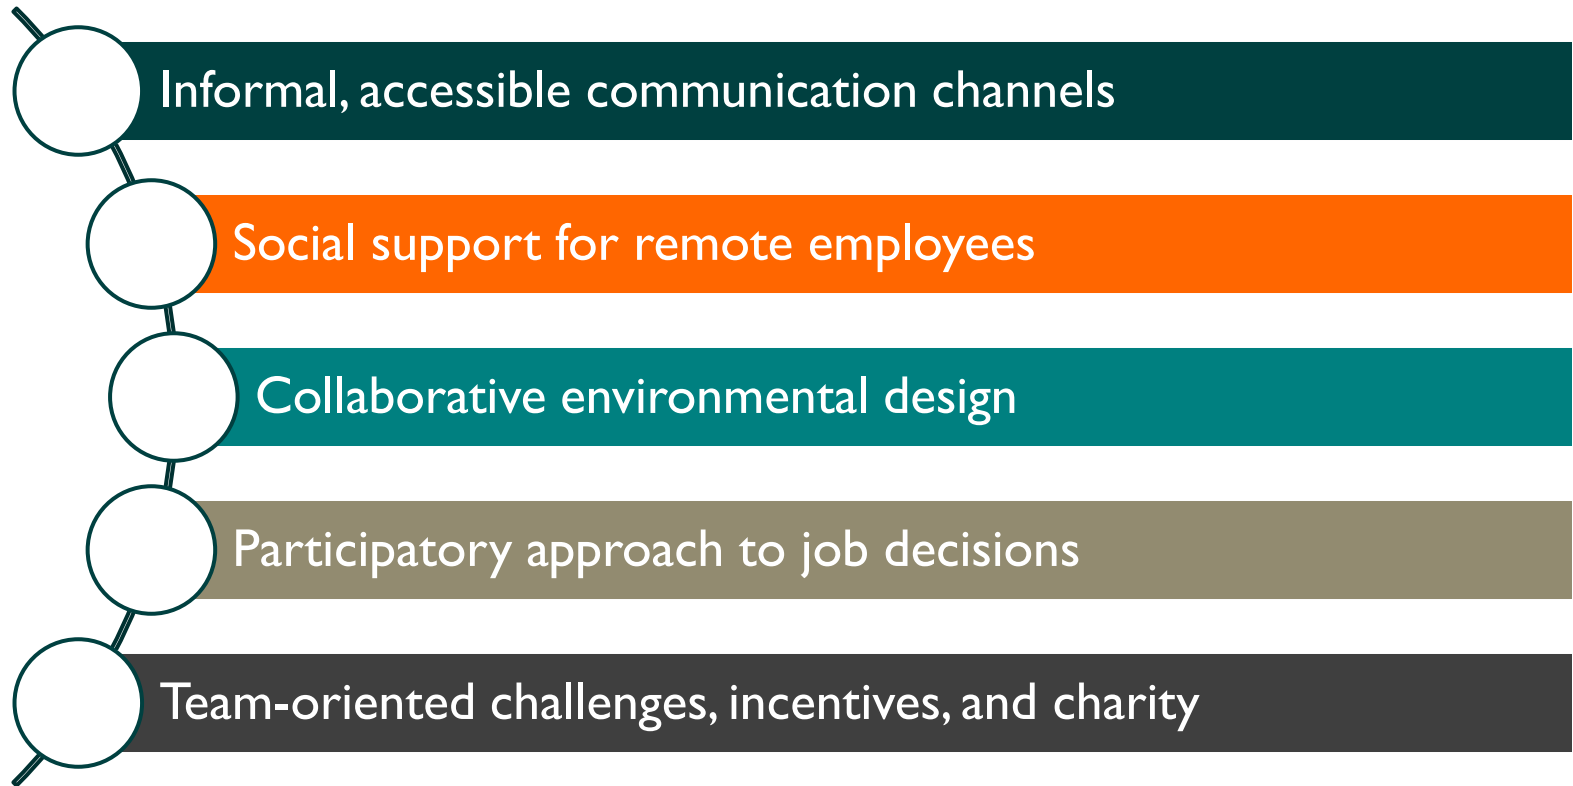 Informal, accessible communication channels
Social support for remote employees
Collaborative environmental design
Participatory approach to job decisions
Team-oriented challenges, incentives, and charity